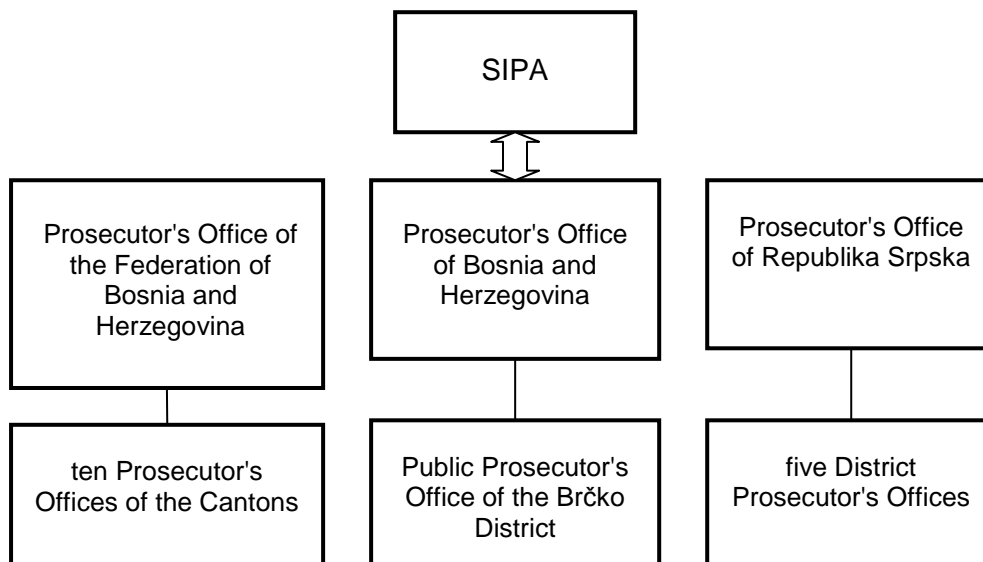 SIPA
Prosecutor's Office of
the Federation of
Bosnia and
Herzegovina
Prosecutor's Office
of Bosnia and
Herzegovina
Prosecutor's Office
of Republika Srpska
ten Prosecutor's
Offices of the Cantons
Public Prosecutor's
Office of the Brčko
District
five District
Prosecutor's Offices